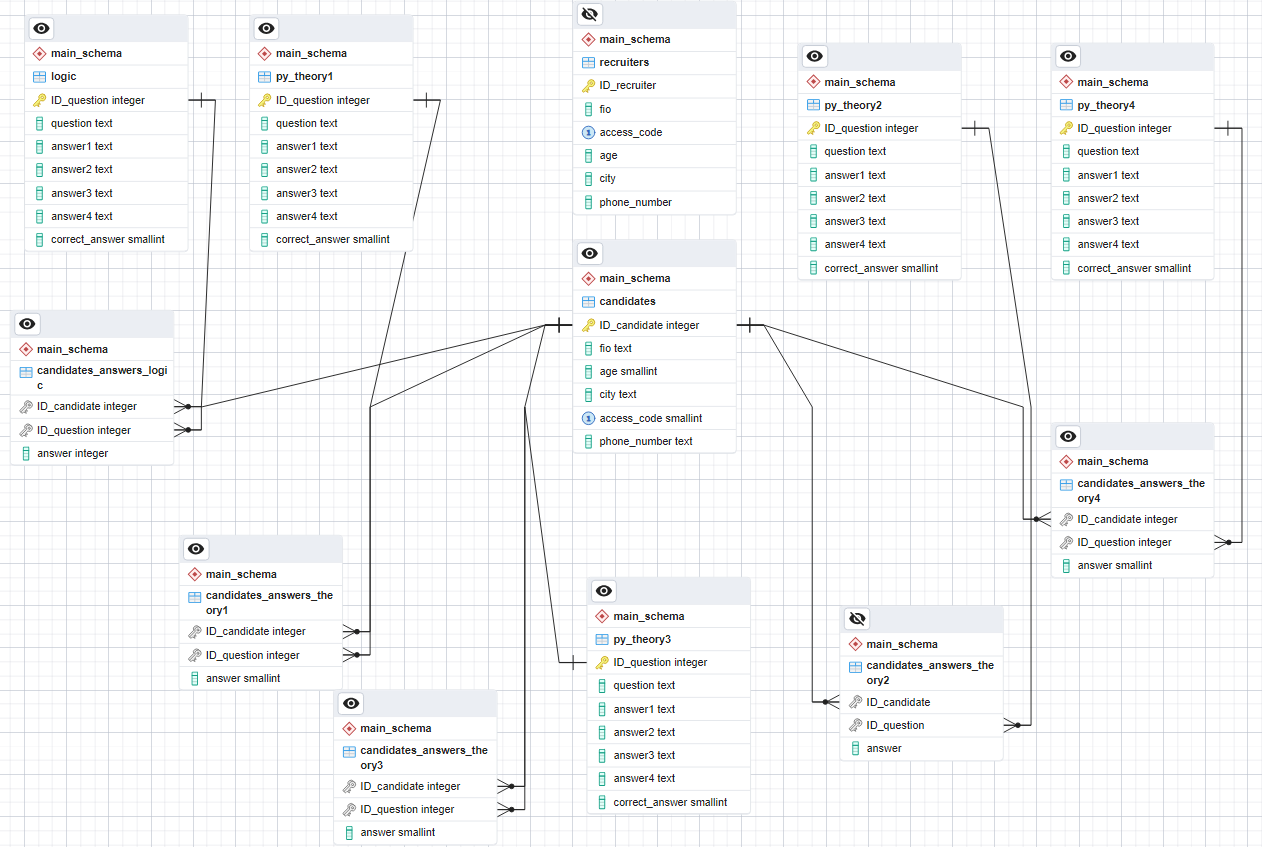 main_schema
logic
ID_question integer
question text
answer1 text
answer2 text
answer3 text
answer4 text
correct_answer smallint
main_schema
py_theory1
ID_question integer
question text
answer1 text
answer2 text
answer3 text
answer4 text
correct_answer smallint
main_schema
recruiters
ID_recruiter
fio
1 access_code
age
city
phone_number
main_schema
py_theory2
ID_question integer
question text
answer1 text
answer2 text
answer3 text
answer4 text
correct_answer smallint
main_schema
py_theory4
ID_question integer
question text
answer1 text
answer2 text
answer3 text
answer4 text
correct_answer smallint
main_schema
candidates
ID_candidate integer
fio text
age smallint
city text
1 access_code smallint
phone_number text
main_schema
candidates_answers_logi
c
ID_candidate integer
ID_question integer
answer integer
main_schema
candidates_answers_the
ory4
ID_candidate integer
ID_question integer
answer smallint
main_schema
candidates_answers_the
ory1
ID_candidate integer
ID_question integer
answer smallint
main_schema
py_theory3
ID_question integer
question text
answer1 text
answer2 text
answer3 text
answer4 text
correct_answer smallint
main_schema
candidates_answers_the
ory2
ID_candidate
ID_question
answer
main_schema
candidates_answers_the
ory3
ID_candidate integer
ID_question integer
answer smallint